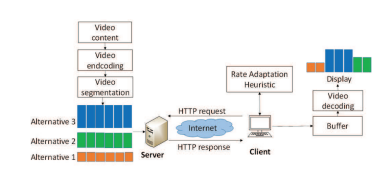 Video
content
Video
endcoding
Video
segmentation
Alternative 3
Alternative 2
Alternative 1
Server
HTTP request
Internet
HTTP response
Rate Adaptation
Heuristic
Client
Display
Video
decoding
Buffer